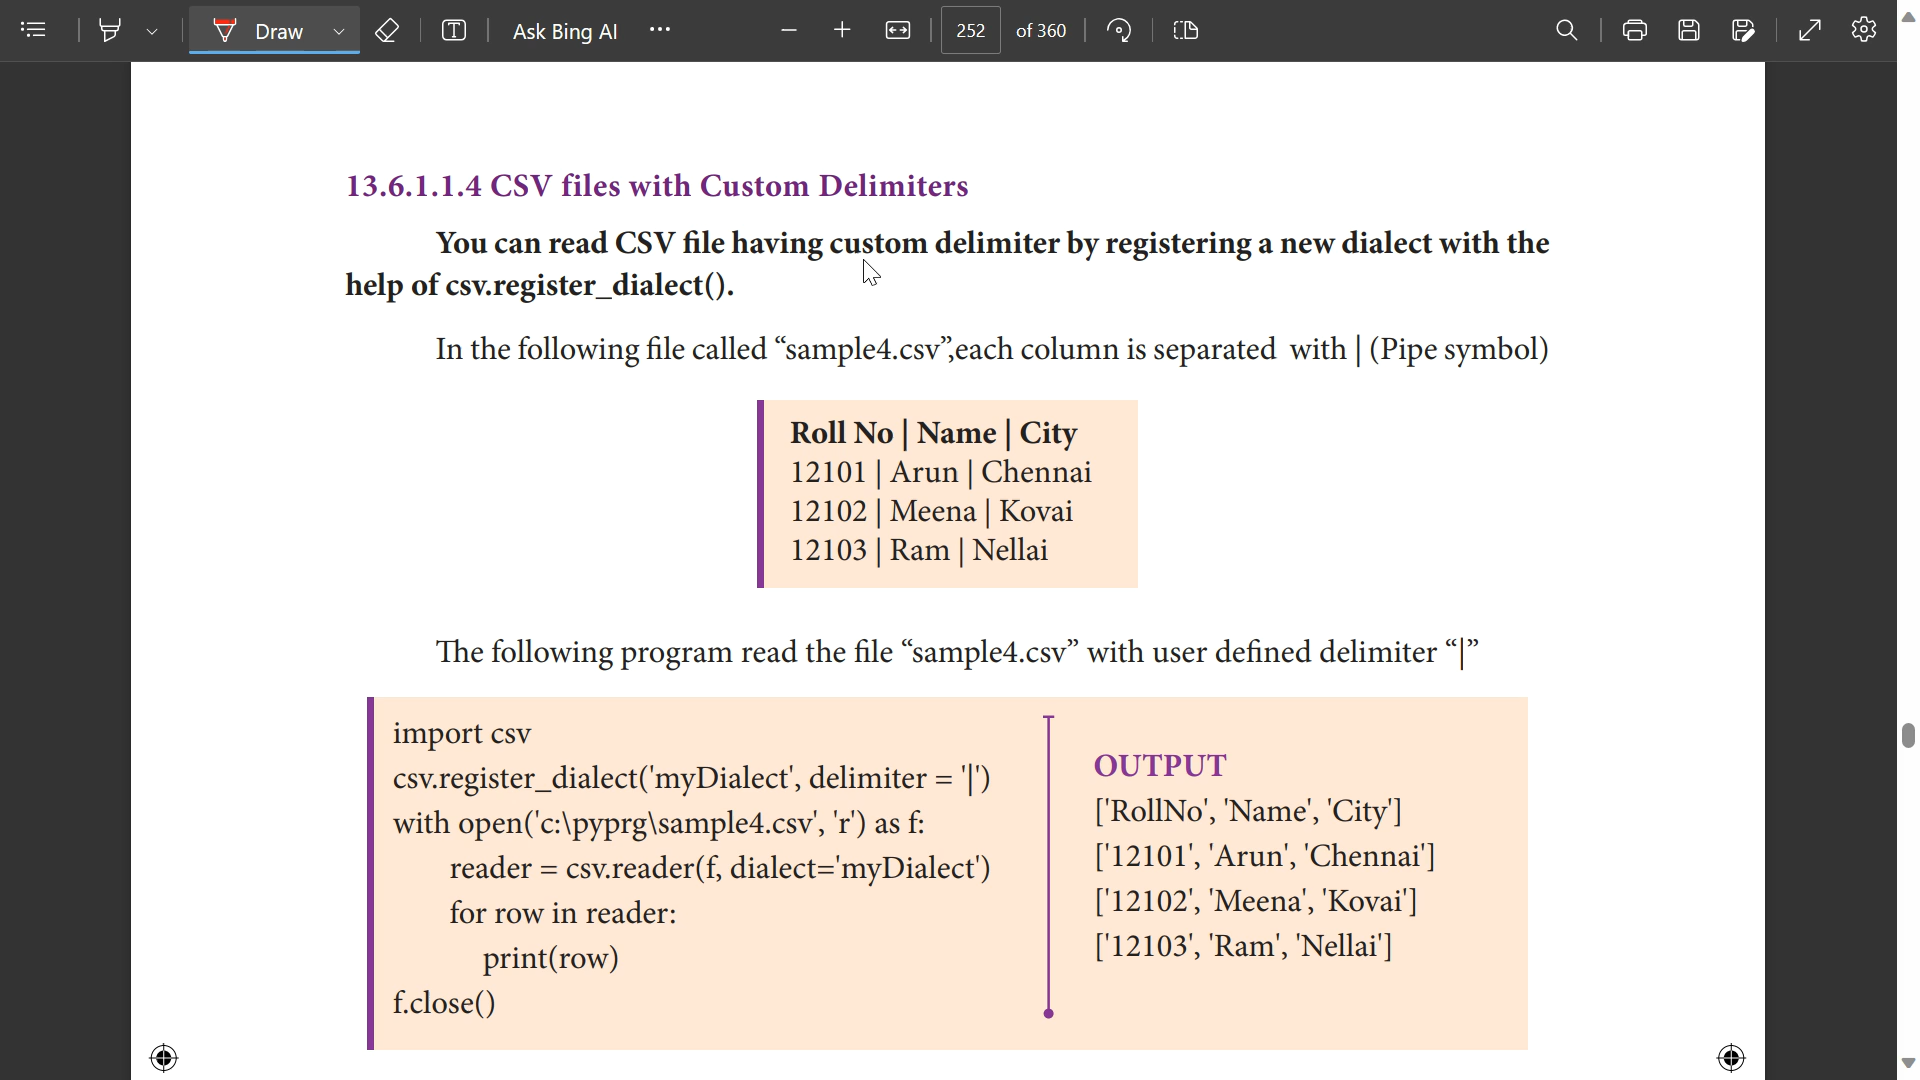 Draw
Ask Bing AI
252 of 360
13.6.1.1.4 CSV files with Custom Delimiters
You can read CSV file having custom delimiter by registering a new dialect with the
help of csv.register_dialect().
In the following file called “sample4.csv”,each column is separated with | (Pipe symbol)
Roll No | Name | City
12101 | Arun | Chennai
12102 | Meena | Kovai
12103 | Ram | Nellai
The following program read the file “sample4.csv” with user defined delimiter “|”
import csv
csv.register_dialect('myDialect', delimiter = '|')
with open('c:\pyprg\sample4.csv', 'r') as f:
reader = csv.reader(f, dialect='myDialect')
for row in reader:
print(row)
f.close()
OUTPUT
['RollNo', 'Name', 'City']
['12101', 'Arun', 'Chennai']
['12102', 'Meena', 'Kovai']
['12103', 'Ram', 'Nellai']